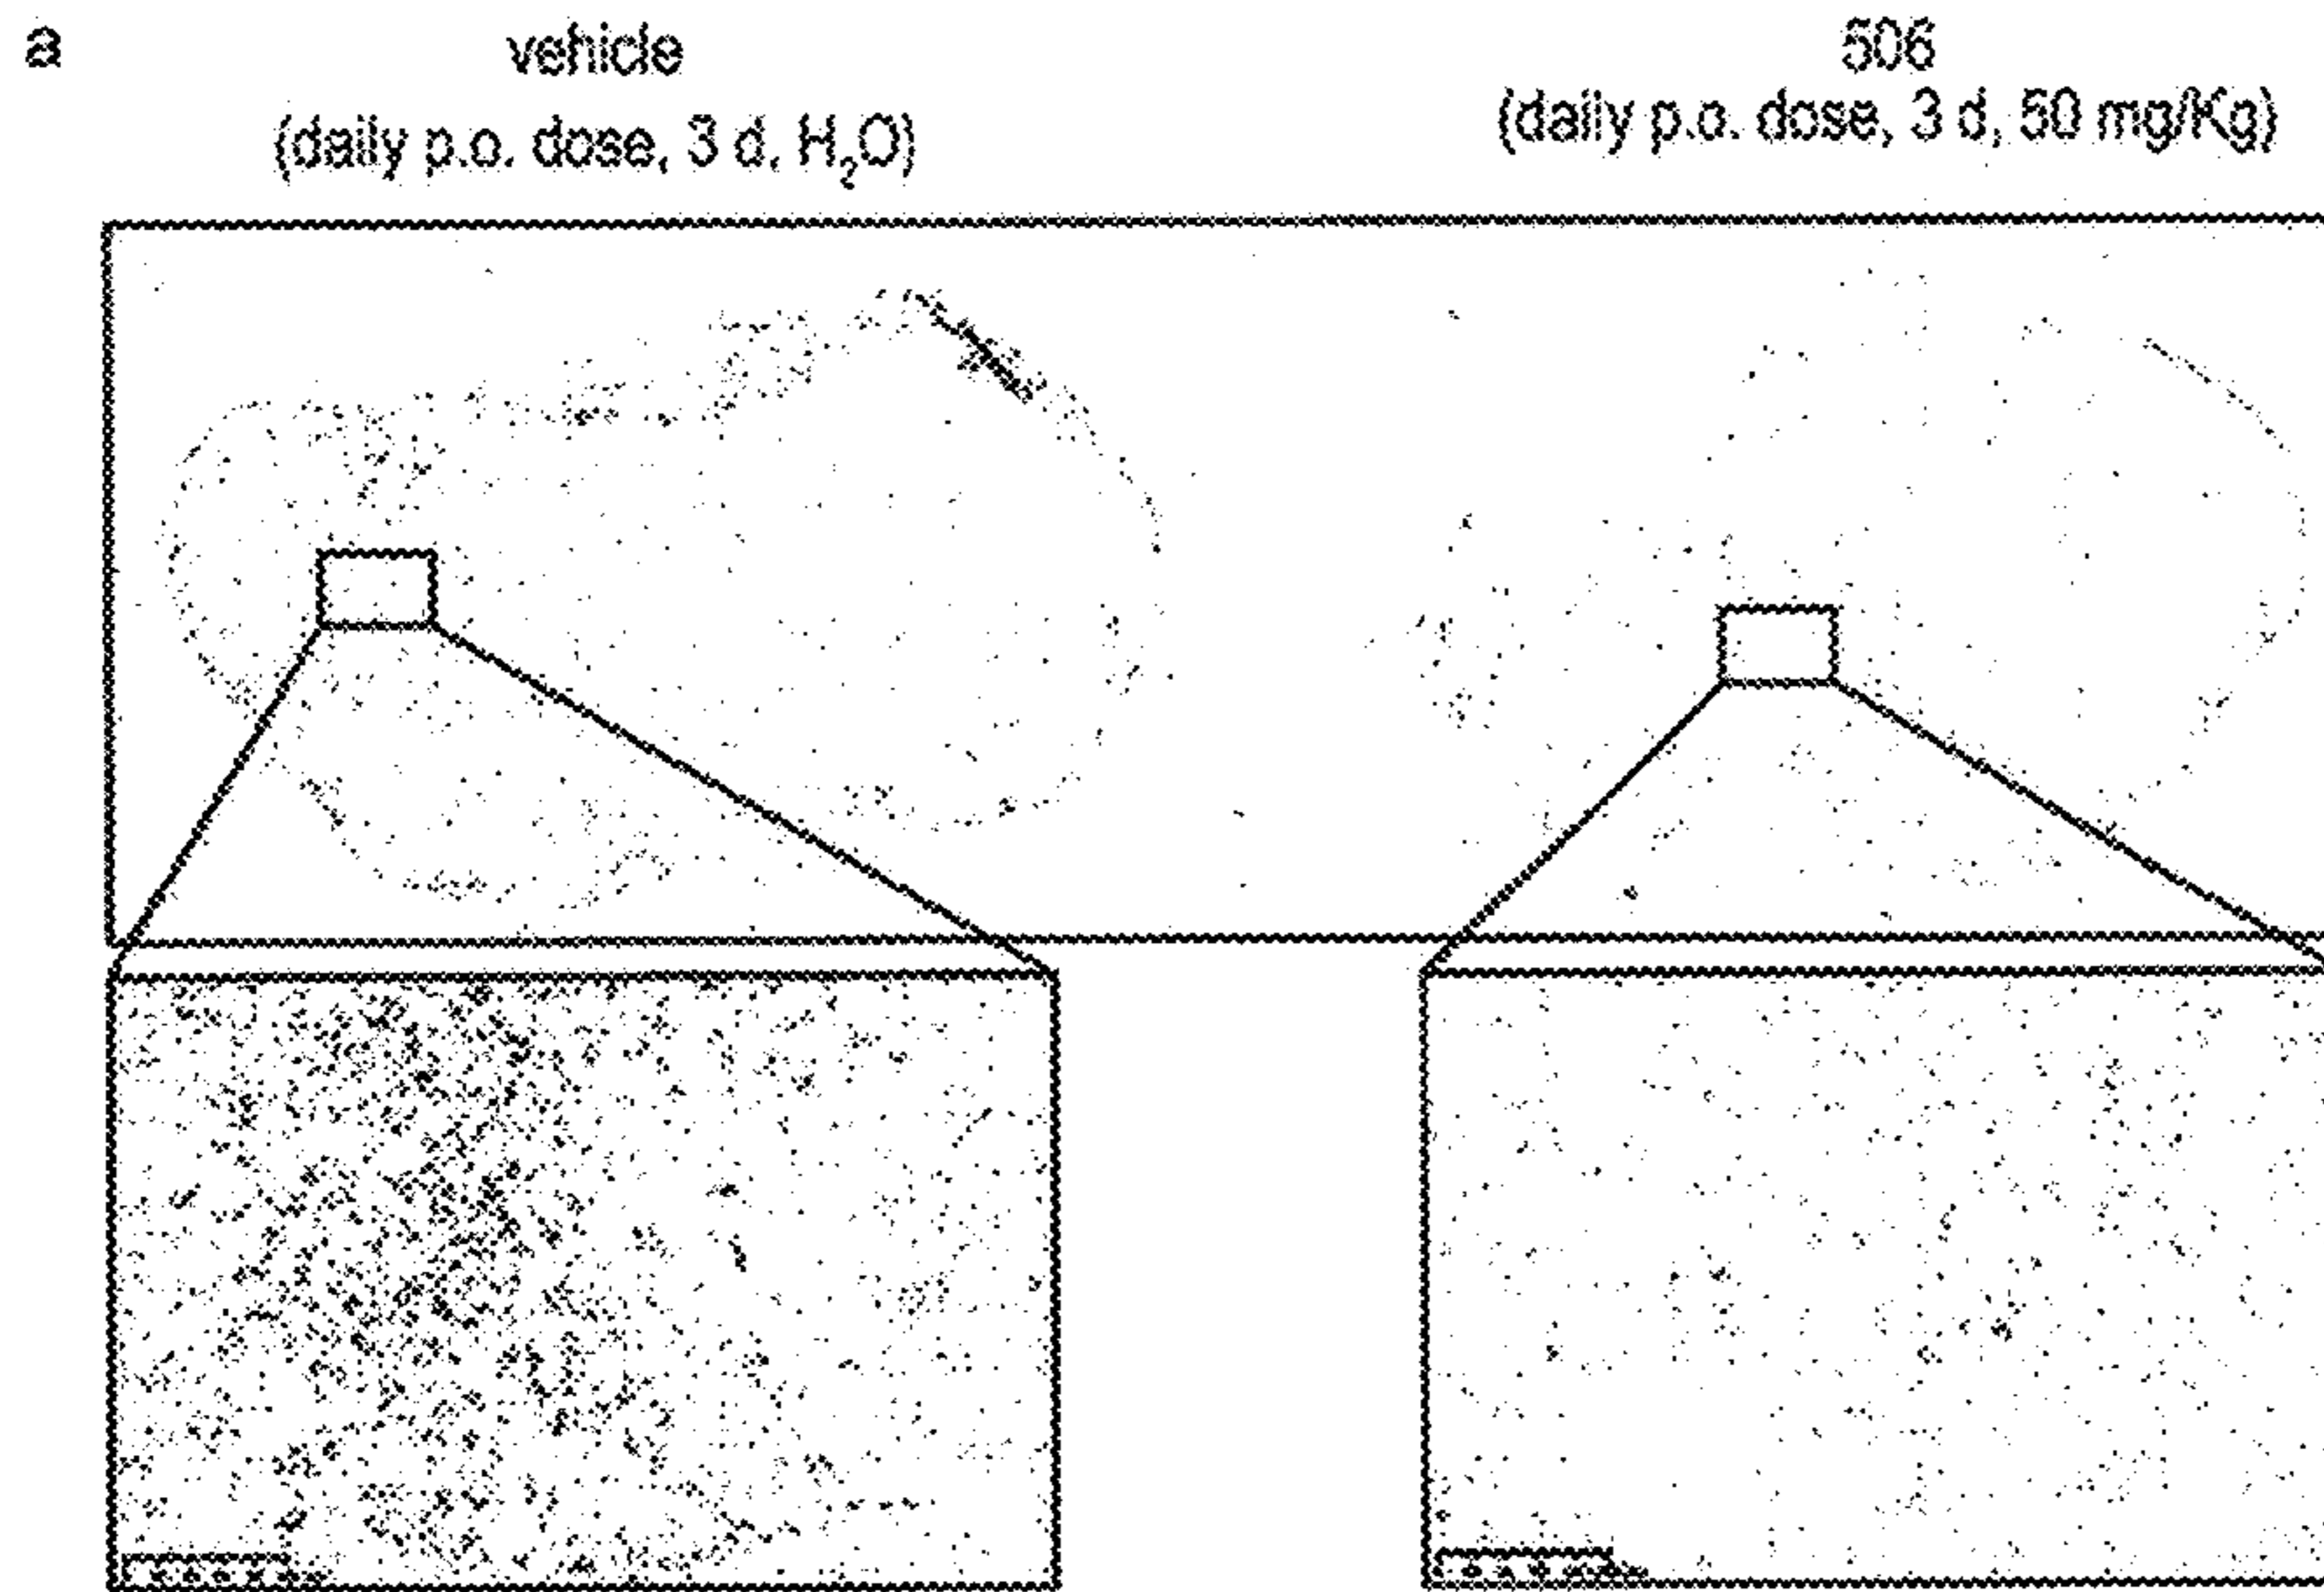 a
vehicle
(daily p.o. dose, 3 d, H₂O)
506
(daily p.o. dose, 3 d, 50 mg/Kg)